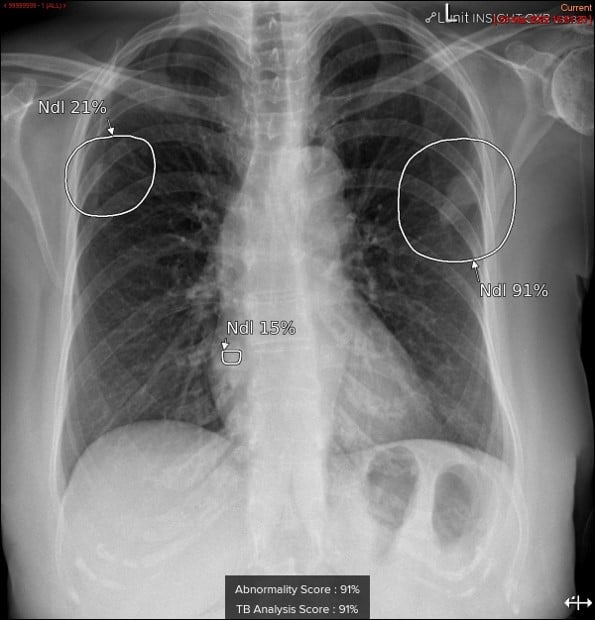 Current
L
Lunit INSIGHT CXR
Ndl 21%
Ndl 91%
Ndl 15%
Abnormality Score : 91%
TB Analysis Score : 91%